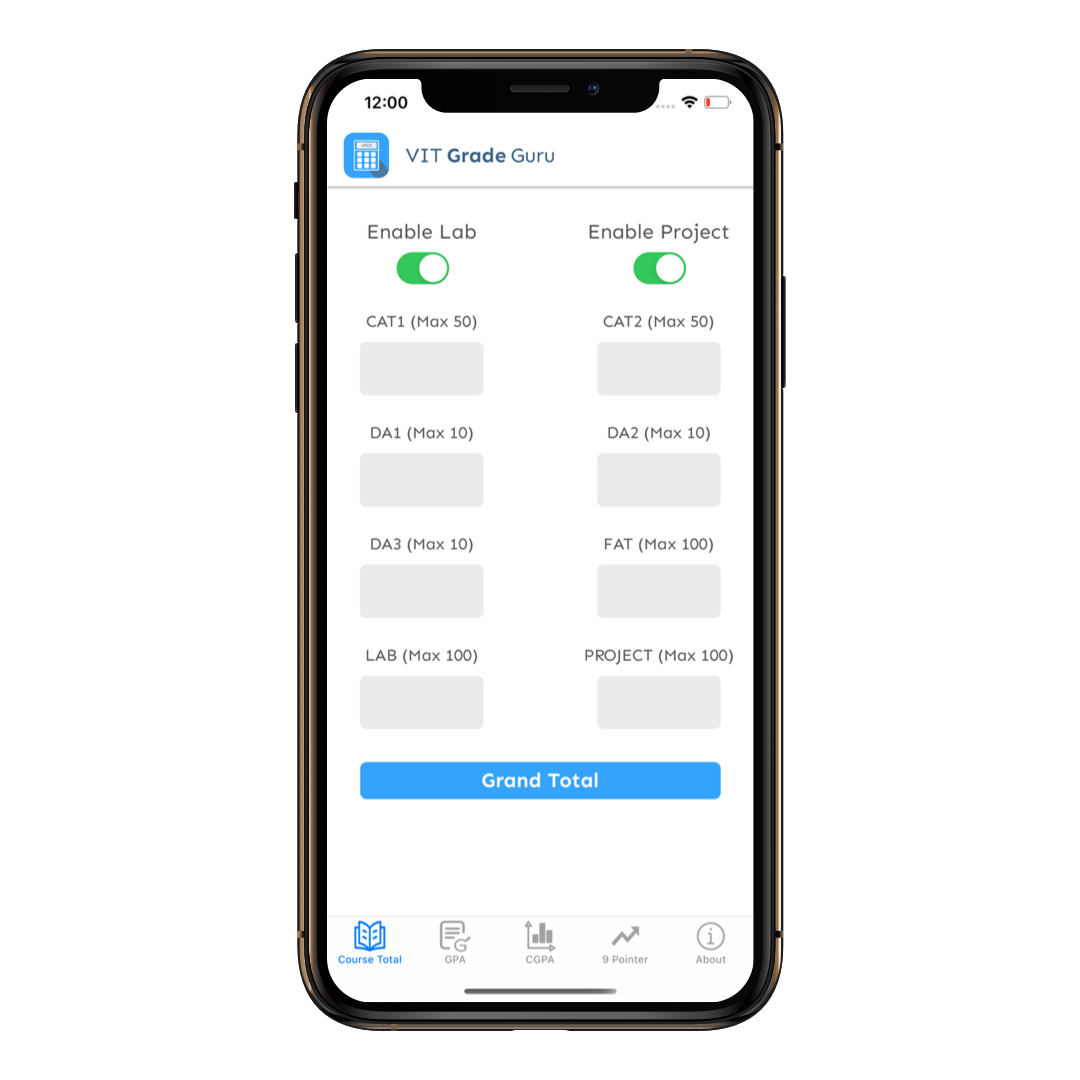 12:00
VIT Grade Guru
Enable Lab
Enable Project
CAT1 (Max 50)
CAT2 (Max 50)
DA1 (Max 10)
DA2 (Max 10)
DA3 (Max 10)
FAT (Max 100)
LAB (Max 100)
PROJECT (Max 100)
Grand Total
Course Total
GPA
CGPA
9 Pointer
About